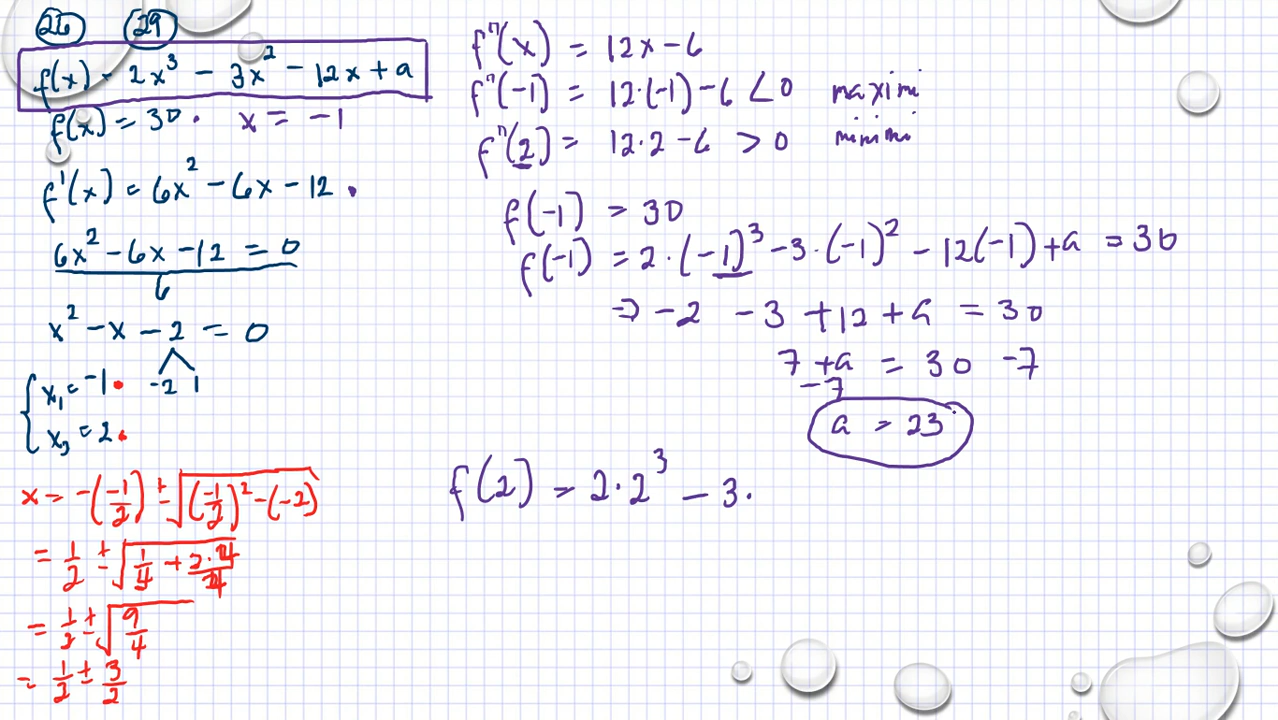 26 29
f(x) = 2x³ - 3x² - 12x + a
f(x) = 30 . x = -1
f'(x) = 6x² - 6x - 12 .
6x² - 6x - 12 = 0
6
x² - x - 2 = 0
-2 1
x₁ = -1
x₂ = 2
x = -(-1/2) ± √((-1/2)² - (-2))
= 1/2 ± √(1/4 + 2·4/4)
= 1/2 ± √(9/4)
= 1/2 ± 3/2
f"(x) = 12x - 6
f"(-1) = 12·(-1) - 6 < 0 maximi
f"(2) = 12·2 - 6 > 0 minimi
f(-1) = 30
f(-1) = 2·(-1)³ - 3·(-1)² - 12(-1) + a = 30
⇒ -2 - 3 + 12 + a = 30
7 + a = 30 - 7
-7
a = 23
f(2) = 2·2³ - 3·